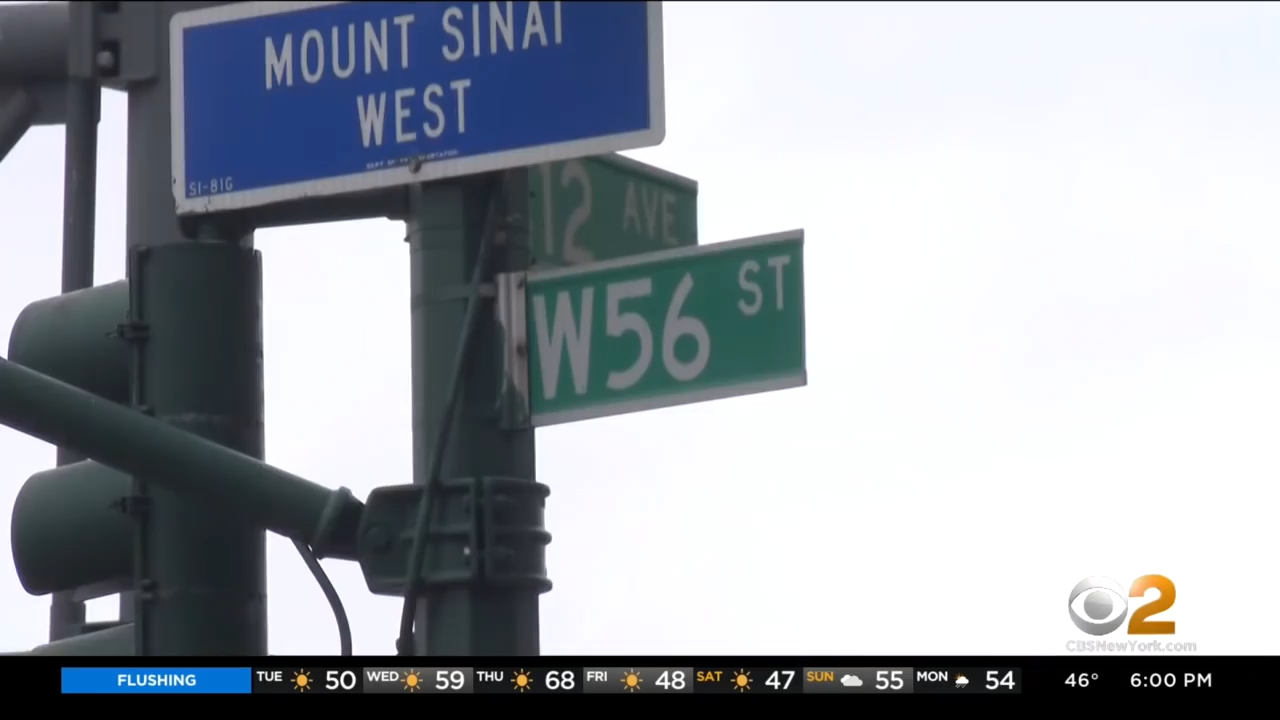 MOUNT SINAI
WEST
SI-81G
12 AVE
W56 ST
2
CBSNewYork.com
FLUSHING TUE 50 WED 59 THU 68 FRI 48 SAT 47 SUN 55 MON 54 46° 6:00 PM